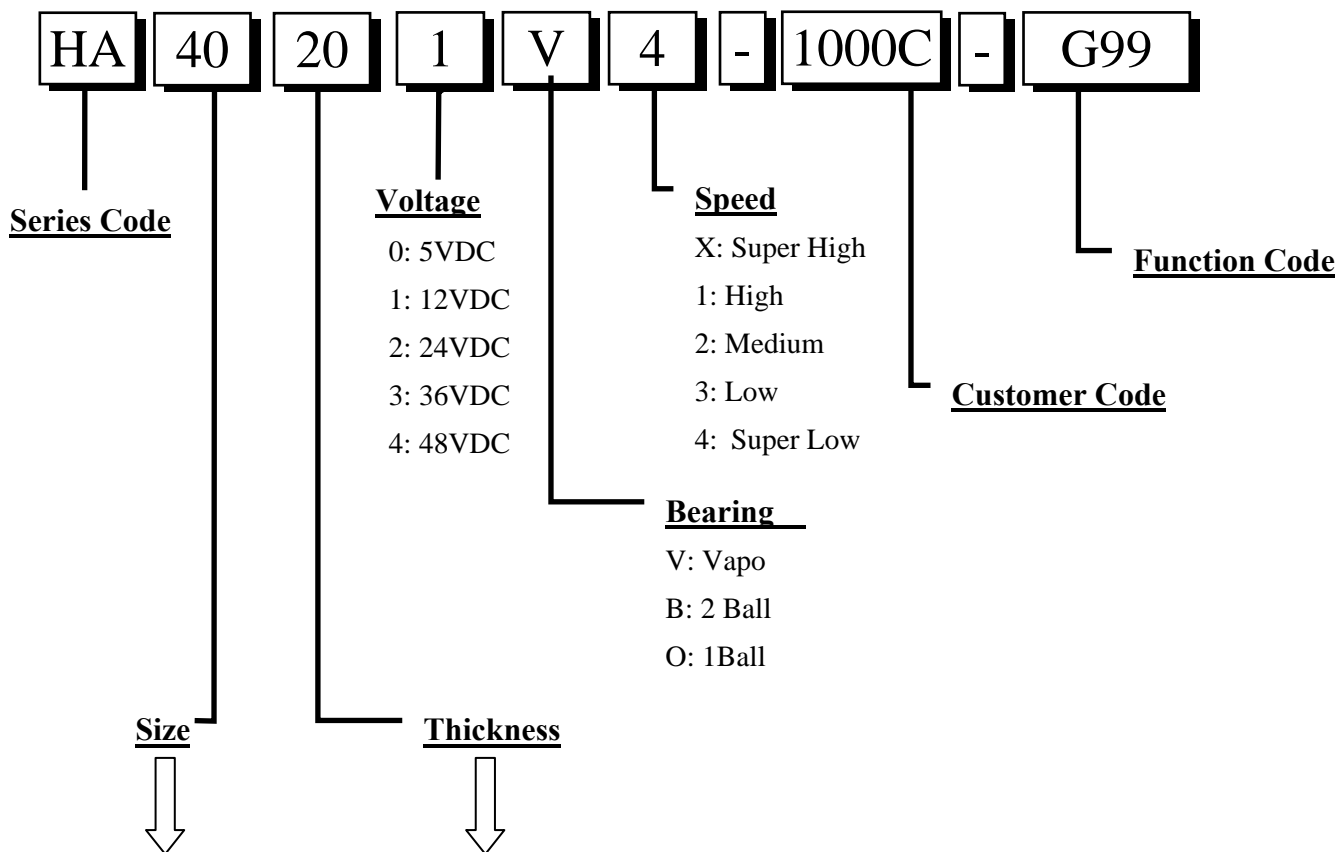 HA 40 20 1 V 4 - 1000C - G99
Series Code
Voltage
0: 5VDC
1: 12VDC
2: 24VDC
3: 36VDC
4: 48VDC
Speed
X: Super High
1: High
2: Medium
3: Low
4: Super Low
Function Code
Customer Code
Bearing
V: Vapo
B: 2 Ball
O: 1Ball
Size
Thickness